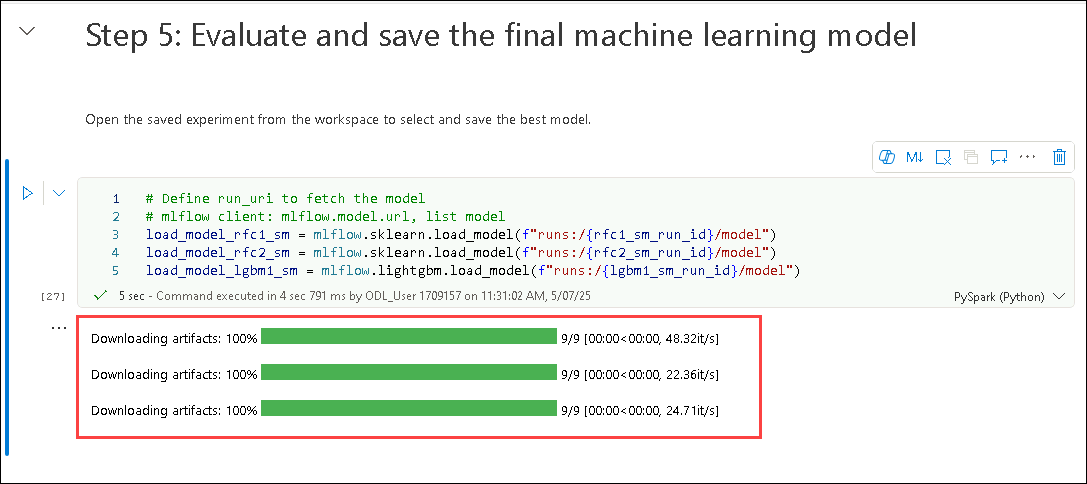 Step 5: Evaluate and save the final machine learning model
Open the saved experiment from the workspace to select and save the best model.
M↓
1 # Define run_uri to fetch the model
2 # mlflow client: mlflow.model.url, list model
3 load_model_rfc1_sm = mlflow.sklearn.load_model(f"runs:/{rfc1_sm_run_id}/model")
4 load_model_rfc2_sm = mlflow.sklearn.load_model(f"runs:/{rfc2_sm_run_id}/model")
5 load_model_lgbm1_sm = mlflow.lightgbm.load_model(f"runs:/{lgbm1_sm_run_id}/model")
[27] 5 sec - Command executed in 4 sec 791 ms by ODL_User 1709157 on 11:31:02 AM, 5/07/25 PySpark (Python)
Downloading artifacts: 100% 9/9 [00:00<00:00, 48.32it/s]
Downloading artifacts: 100% 9/9 [00:00<00:00, 22.36it/s]
Downloading artifacts: 100% 9/9 [00:00<00:00, 24.71it/s]